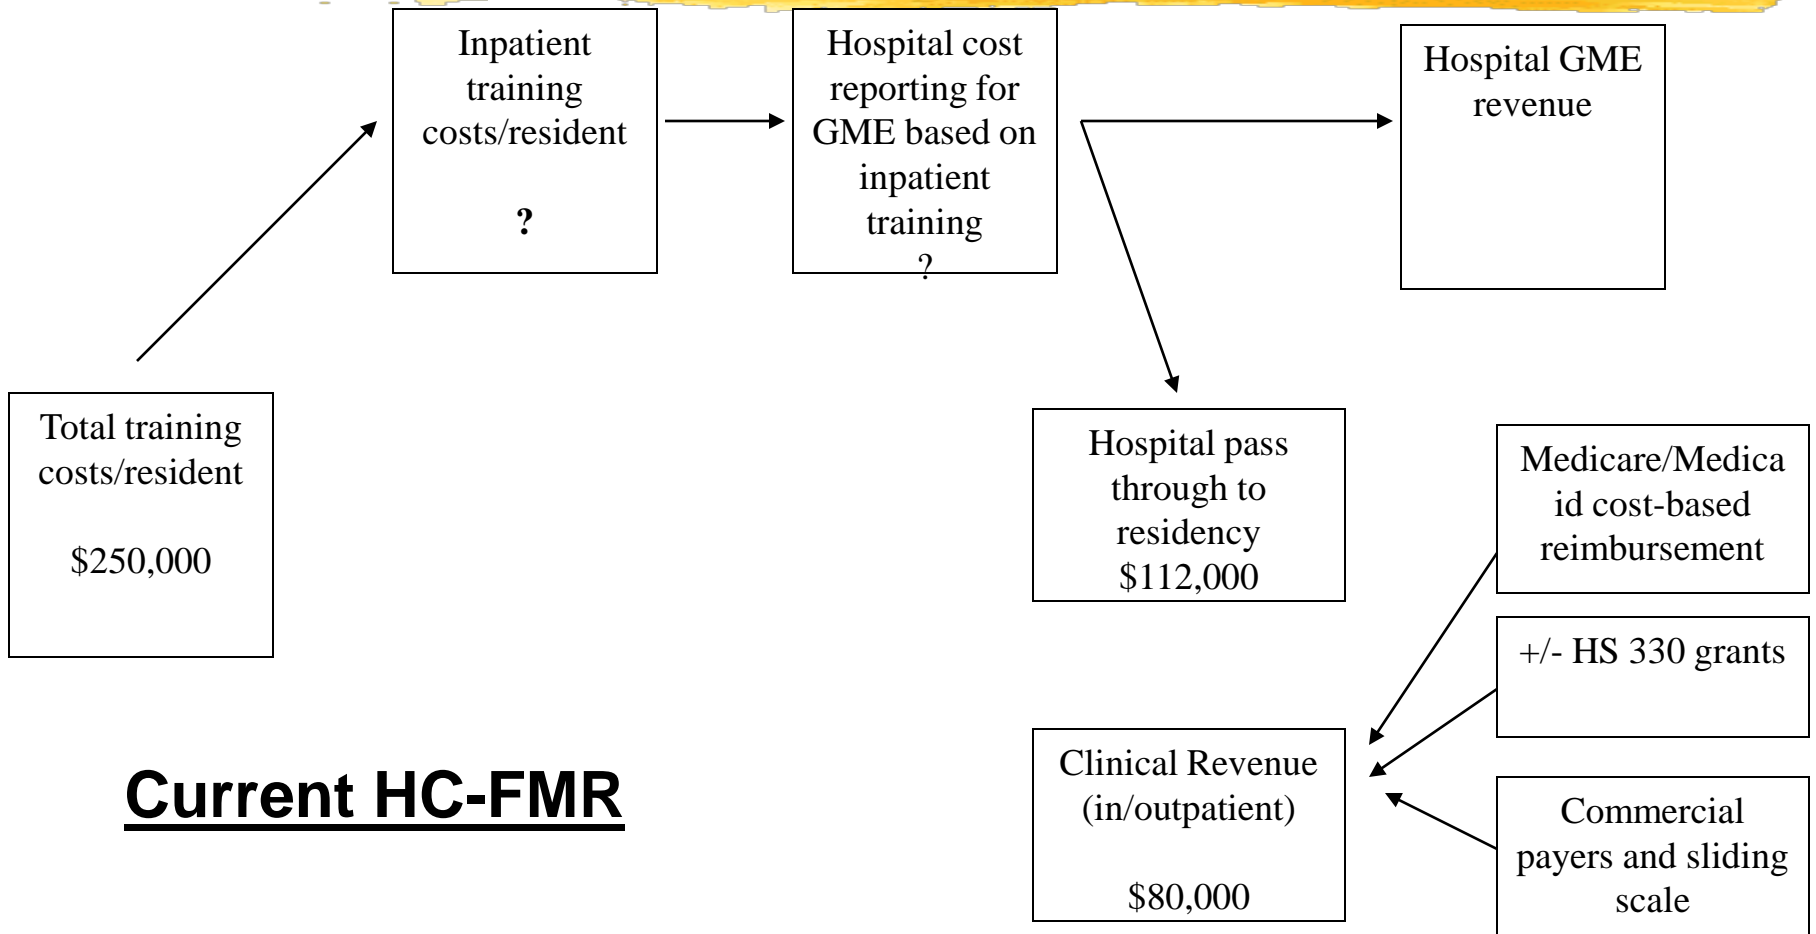 Inpatient
training
costs/resident
?
Hospital cost
reporting for
GME based on
inpatient
training
?
Hospital GME
revenue
Total training
costs/resident
$250,000
Hospital pass
through to
residency
$112,000
Medicare/Medica
id cost-based
reimbursement
+/- HS 330 grants
Clinical Revenue
(in/outpatient)
$80,000
Commercial
payers and sliding
scale
Current HC-FMR